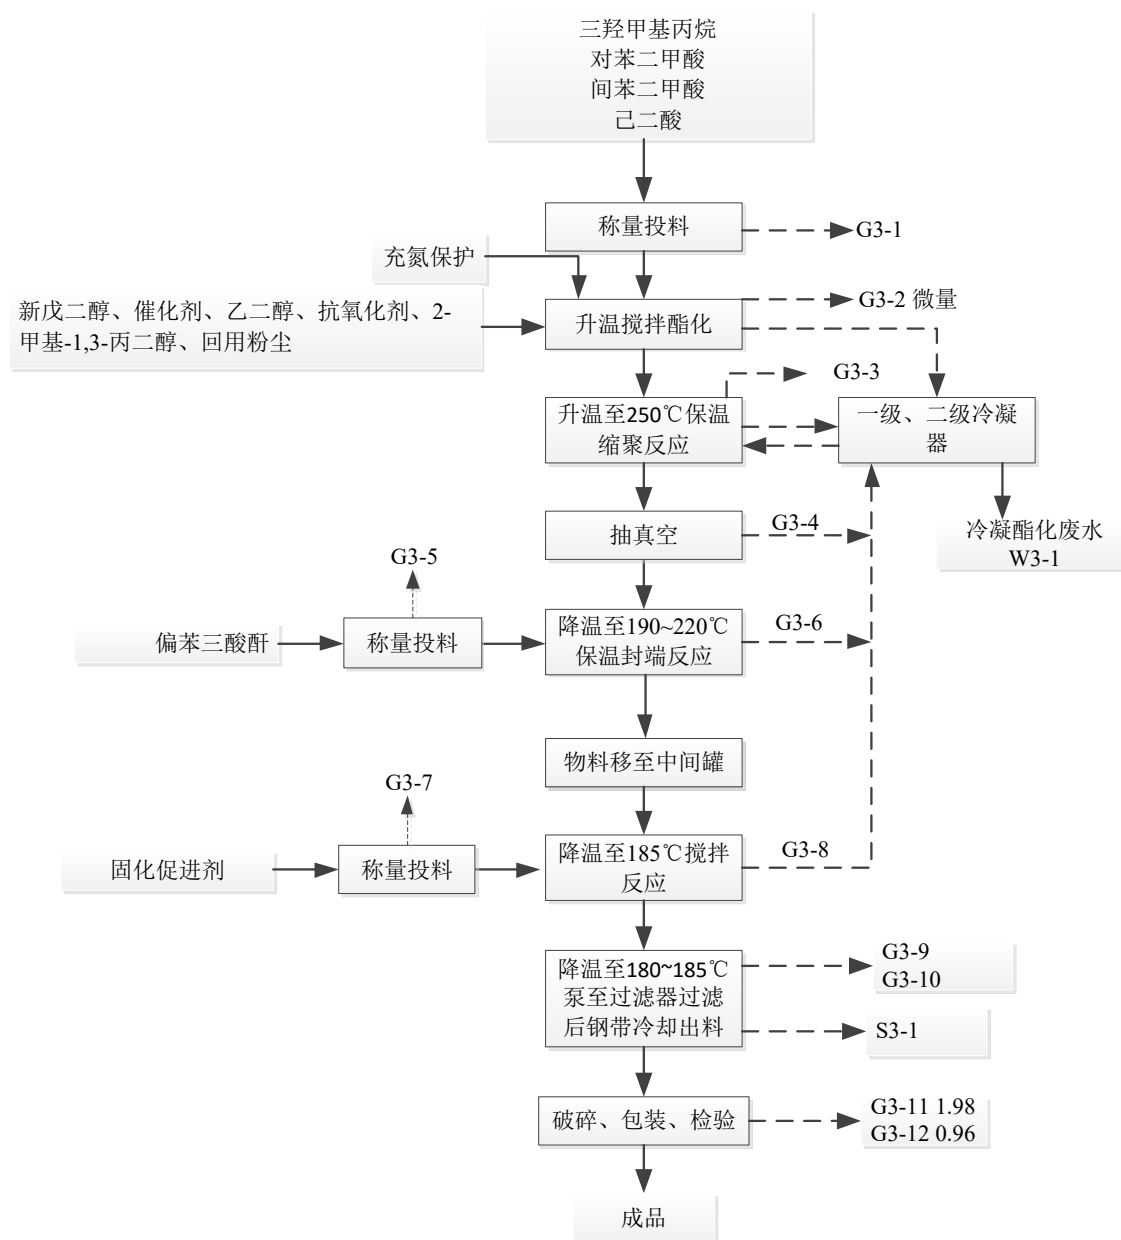 三羟甲基丙烷
对苯二甲酸
间苯二甲酸
己二酸
称量投料
G3-1
充氮保护
新戊二醇、催化剂、乙二醇、抗氧化剂、2-
甲基-1,3-丙二醇、回用粉尘
升温搅拌酯化
G3-2 微量
G3-3
升温至250℃保温
缩聚反应
一级、二级冷凝
器
抽真空
G3-4
冷凝酯化废水
W3-1
G3-5
偏苯三酸酐
称量投料
降温至190~220℃
保温封端反应
G3-6
物料移至中间罐
G3-7
固化促进剂
称量投料
降温至185℃搅拌
反应
G3-8
降温至180~185℃
泵至过滤器过滤
后钢带冷却出料
G3-9
G3-10
S3-1
破碎、包装、检验
G3-11 1.98
G3-12 0.96
成品